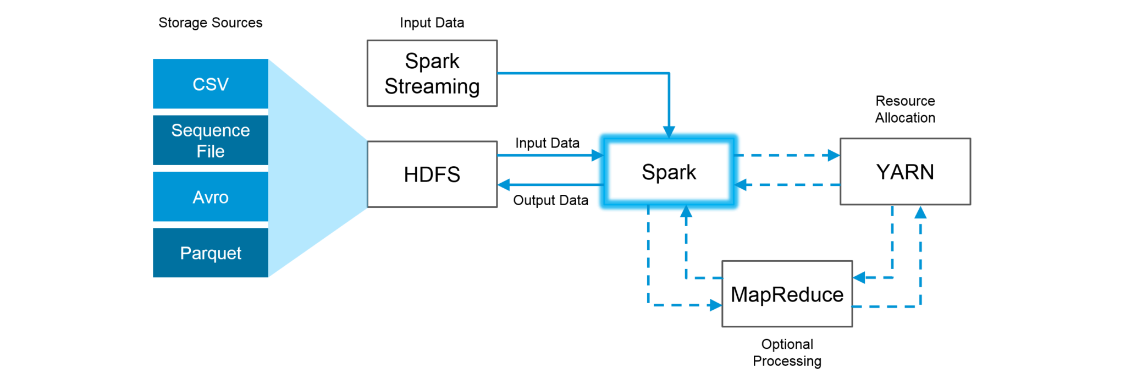 Storage Sources
Input Data
CSV
Sequence
File
Avro
Parquet
Spark
Streaming
HDFS
Input Data
Output Data
Spark
Resource
Allocation
YARN
MapReduce
Optional
Processing